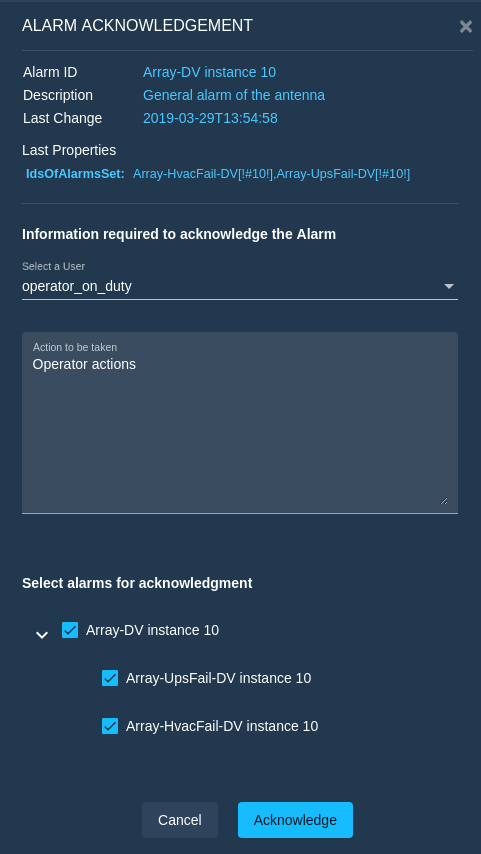 ALARM ACKNOWLEDGEMENT
Alarm ID Array-DV instance 10
Description General alarm of the antenna
Last Change 2019-03-29T13:54:58
Last Properties
IdsOfAlarmsSet: Array-HvacFail-DV[!#10!],Array-UpsFail-DV[!#10!]
Information required to acknowledge the Alarm
Select a User
operator_on_duty
Action to be taken
Operator actions
Select alarms for acknowledgment
Array-DV instance 10
Array-UpsFail-DV instance 10
Array-HvacFail-DV instance 10
Cancel Acknowledge